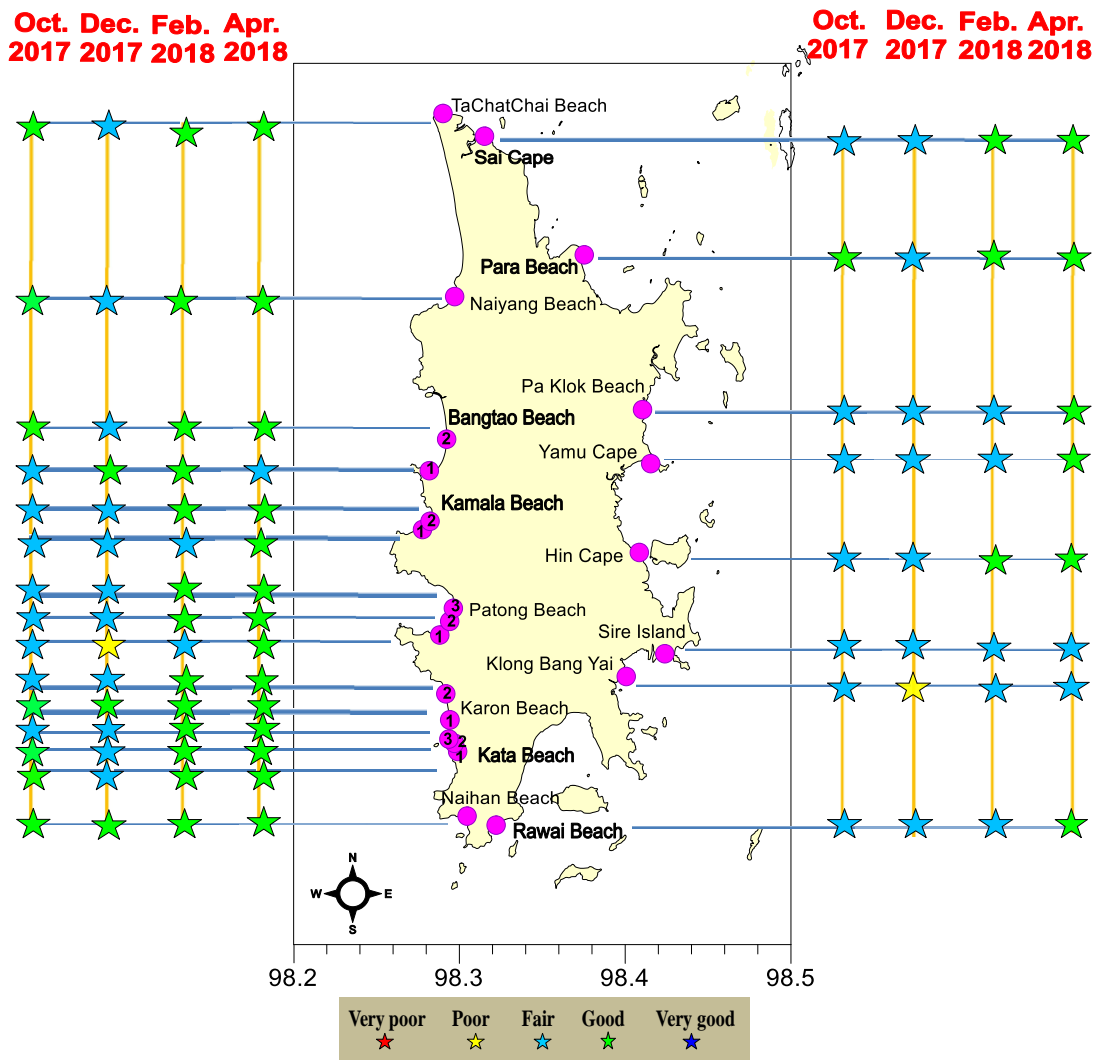 Oct. Dec. Feb. Apr.
2017 2017 2018 2018
Oct. Dec. Feb. Apr.
2017 2017 2018 2018
TaChatChai Beach
Sai Cape
Para Beach
Naiyang Beach
Pa Klok Beach
Bangtao Beach
2
Yamu Cape
1
Kamala Beach
2
1
Hin Cape
3
Patong Beach
2
1
Sire Island
Klong Bang Yai
2
Karon Beach
1
3
2
Kata Beach
1
Naihan Beach
Rawai Beach
N
W E
S
98.2 98.3 98.4 98.5
Very poor Poor Fair Good Very good